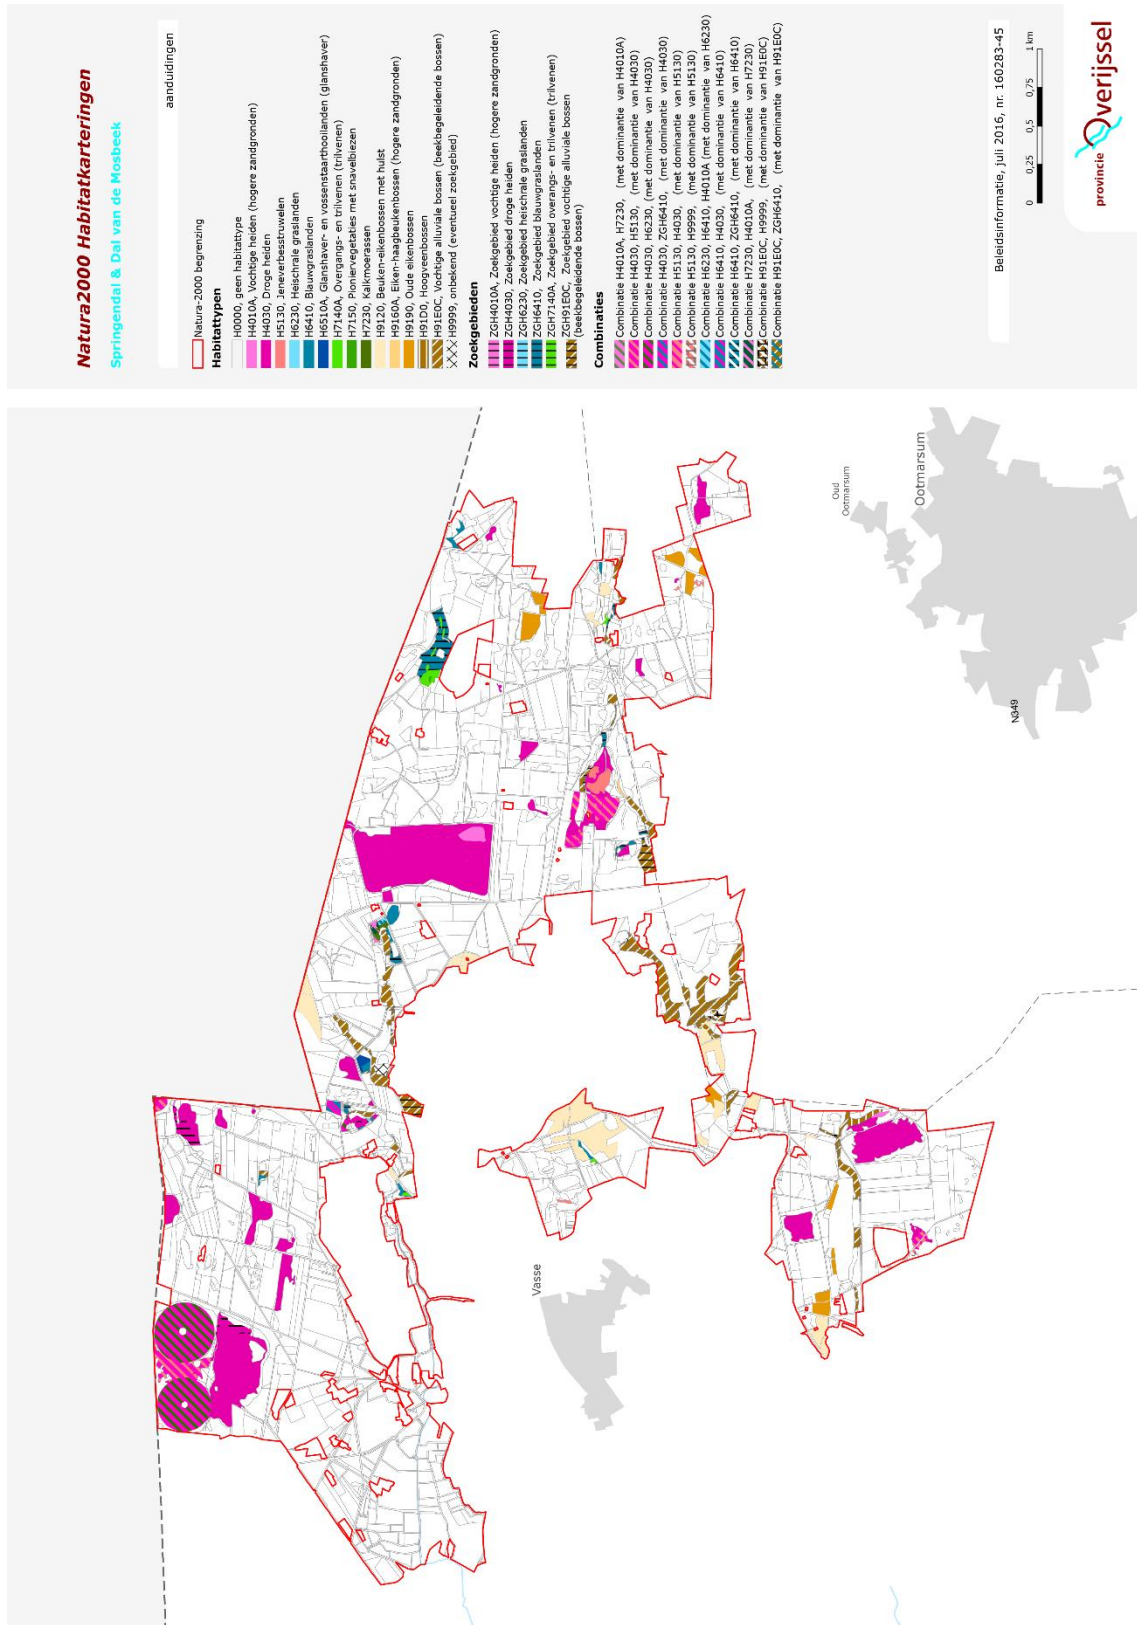 Natura2000 Habitatkarteringen
Springendal & Dal van de Mosbeek
aanduidingen
Natura-2000 begrenzing
Habitattypen
H0000, geen habitattype
H4010A, Vochtige heiden (hogere zandgronden)
H4030, Droge heiden
H5130, Jeneverbesstruwelen
H6230, Heischrale graslanden
H6410, Blauwgraslanden
H6510A, Glanshaver- en vossenstaarthooilanden (glanshaver)
H7140A, Overgangs- en trilvenen (trilvenen)
H7150, Pioniervegetaties met snavelbiezen
H7230, Kalkmoerassen
H9120, Beuken-eikenbossen met hulst
H9160A, Eiken-haagbeukenbossen (hogere zandgronden)
H9190, Oude eikenbossen
H91D0, Hoogveenbossen
H91E0C, Vochtige alluviale bossen (beekbegeleidende bossen)
H9999, onbekend (eventueel zoekgebied)
Zoekgebieden
ZGH4010A, Zoekgebied vochtige heiden (hogere zandgronden)
ZGH4030, Zoekgebied droge heiden
ZGH6230, Zoekgebied heischrale graslanden
ZGH6410, Zoekgebied blauwgraslanden
ZGH7140A, Zoekgebied overangs- en trilvenen (trilvenen)
ZGH91E0C, Zoekgebied vochtige alluviale bossen
(beekbegeleidende bossen)
Combinaties
Combinatie H4010A, H7230, (met dominantie van H4010A)
Combinatie H4030, H5130, (met dominantie van H4030)
Combinatie H4030, H6230, (met dominantie van H4030)
Combinatie H4030, ZGH6410, (met dominantie van H4030)
Combinatie H5130, H4030, (met dominantie van H5130)
Combinatie H5130, H9999, (met dominantie van H5130)
Combinatie H6230, H6410, H4010A (met dominantie van H6230)
Combinatie H6410, H4030, (met dominantie van H6410)
Combinatie H6410, ZGH6410, (met dominantie van H6410)
Combinatie H7230, H4010A, (met dominantie van H7230)
Combinatie H91E0C, H9999, (met dominantie van H91E0C)
Combinatie H91E0C, ZGH6410, (met dominantie van H91E0C)
Beleidsinformatie, juli 2016, nr. 160283-45
0 0,25 0,5 0,75 1 km
provincie Overijssel
Oud
Ootmarsum
Ootmarsum
N349
Vasse